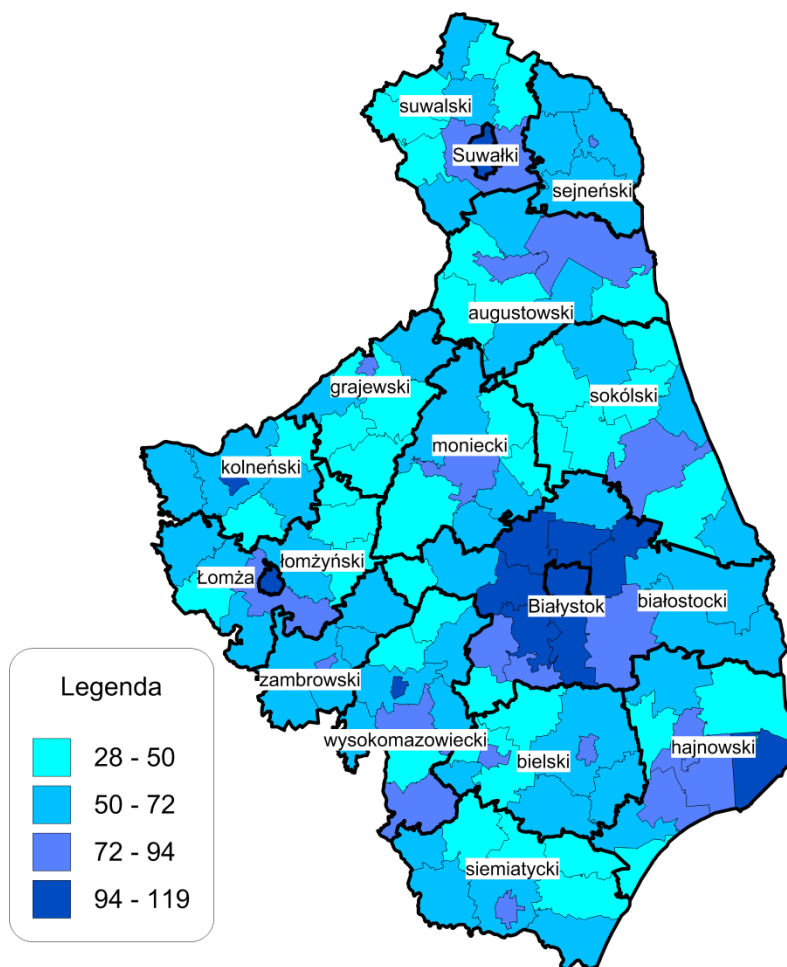 suwalski
Suwałki
sejneński
augustowski
grajewski
sokólski
moniecki
kolneński
łomżyński
Łomża
Białystok
białostocki
zambrowski
wysokomazowiecki
bielski
hajnowski
siemiatycki
Legenda
28 - 50
50 - 72
72 - 94
94 - 119